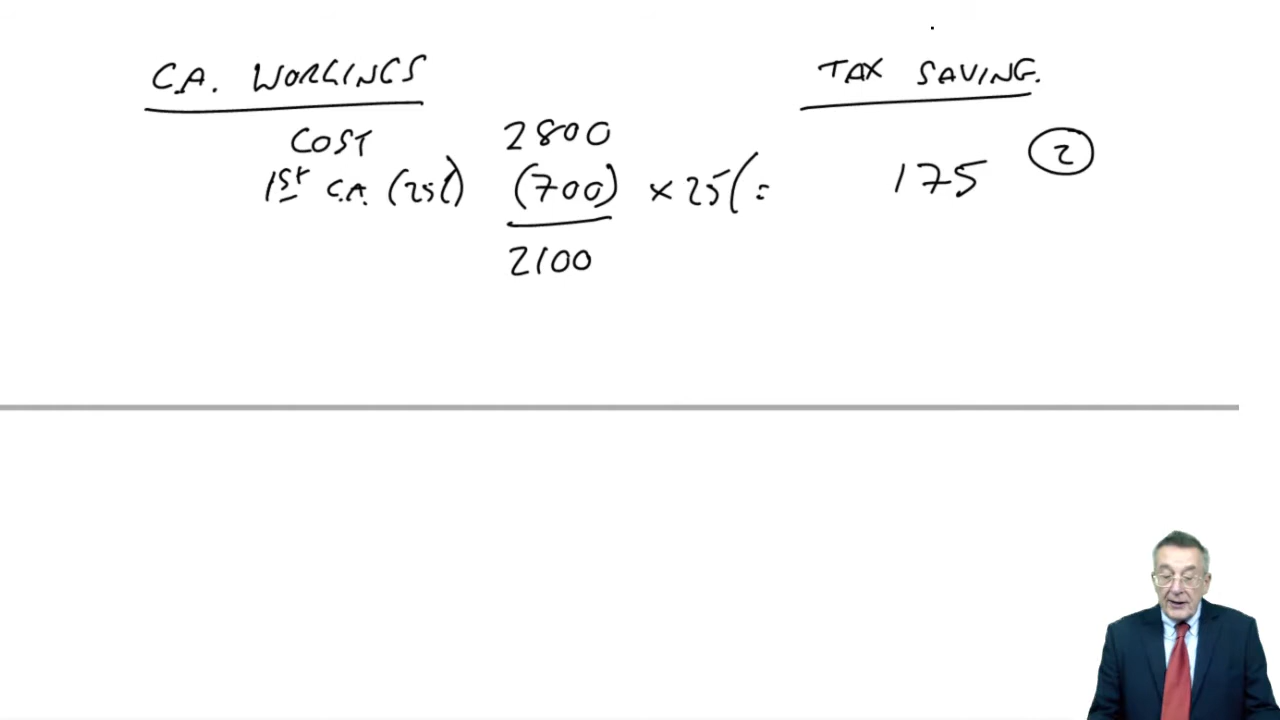 C.A. WORKINGS TAX SAVING.
COST 2800
1st C.A. (25%) (700) × 25% = 175 2
2100